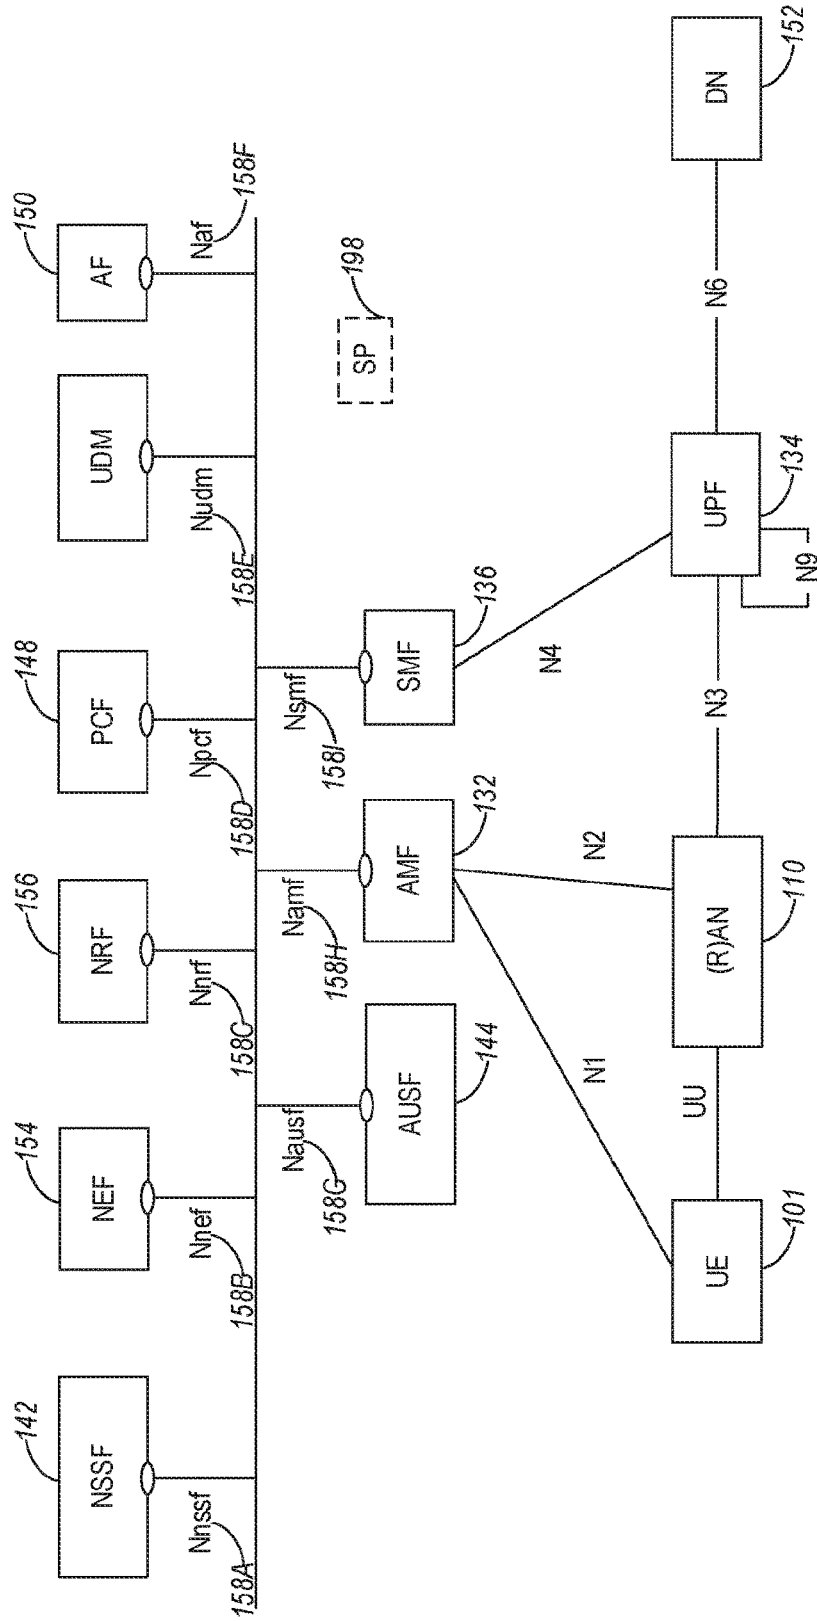 142
154
156
148
150
NSSF
NEF
NRF
PCF
UDM
AF
Nnssf
Nnef
Nnrf
Npcf
Nudm
Naf
158A
158B
158C
158D
158E
158F
Nausf
Namf
Nsmf
158G
158H
158I
198
SP
AUSF
AMF
SMF
144
132
136
N1
N2
N4
UU
N3
N6
UE
(R)AN
UPF
DN
101
110
134
152
N9